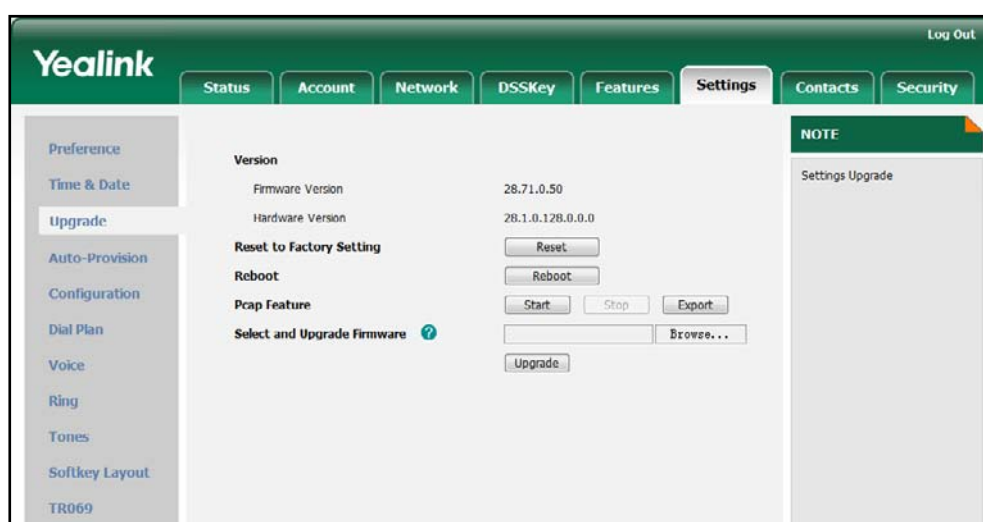 Log Out
Yealink
Status Account Network DSSKey Features Settings Contacts Security
Preference
Time & Date
Upgrade
Auto-Provision
Configuration
Dial Plan
Voice
Ring
Tones
Softkey Layout
TR069
Version
Firmware Version 28.71.0.50
Hardware Version 28.1.0.128.0.0.0
Reset to Factory Setting Reset
Reboot Reboot
Pcap Feature Start Stop Export
Select and Upgrade Firmware ? Browse...
Upgrade
NOTE
Settings Upgrade